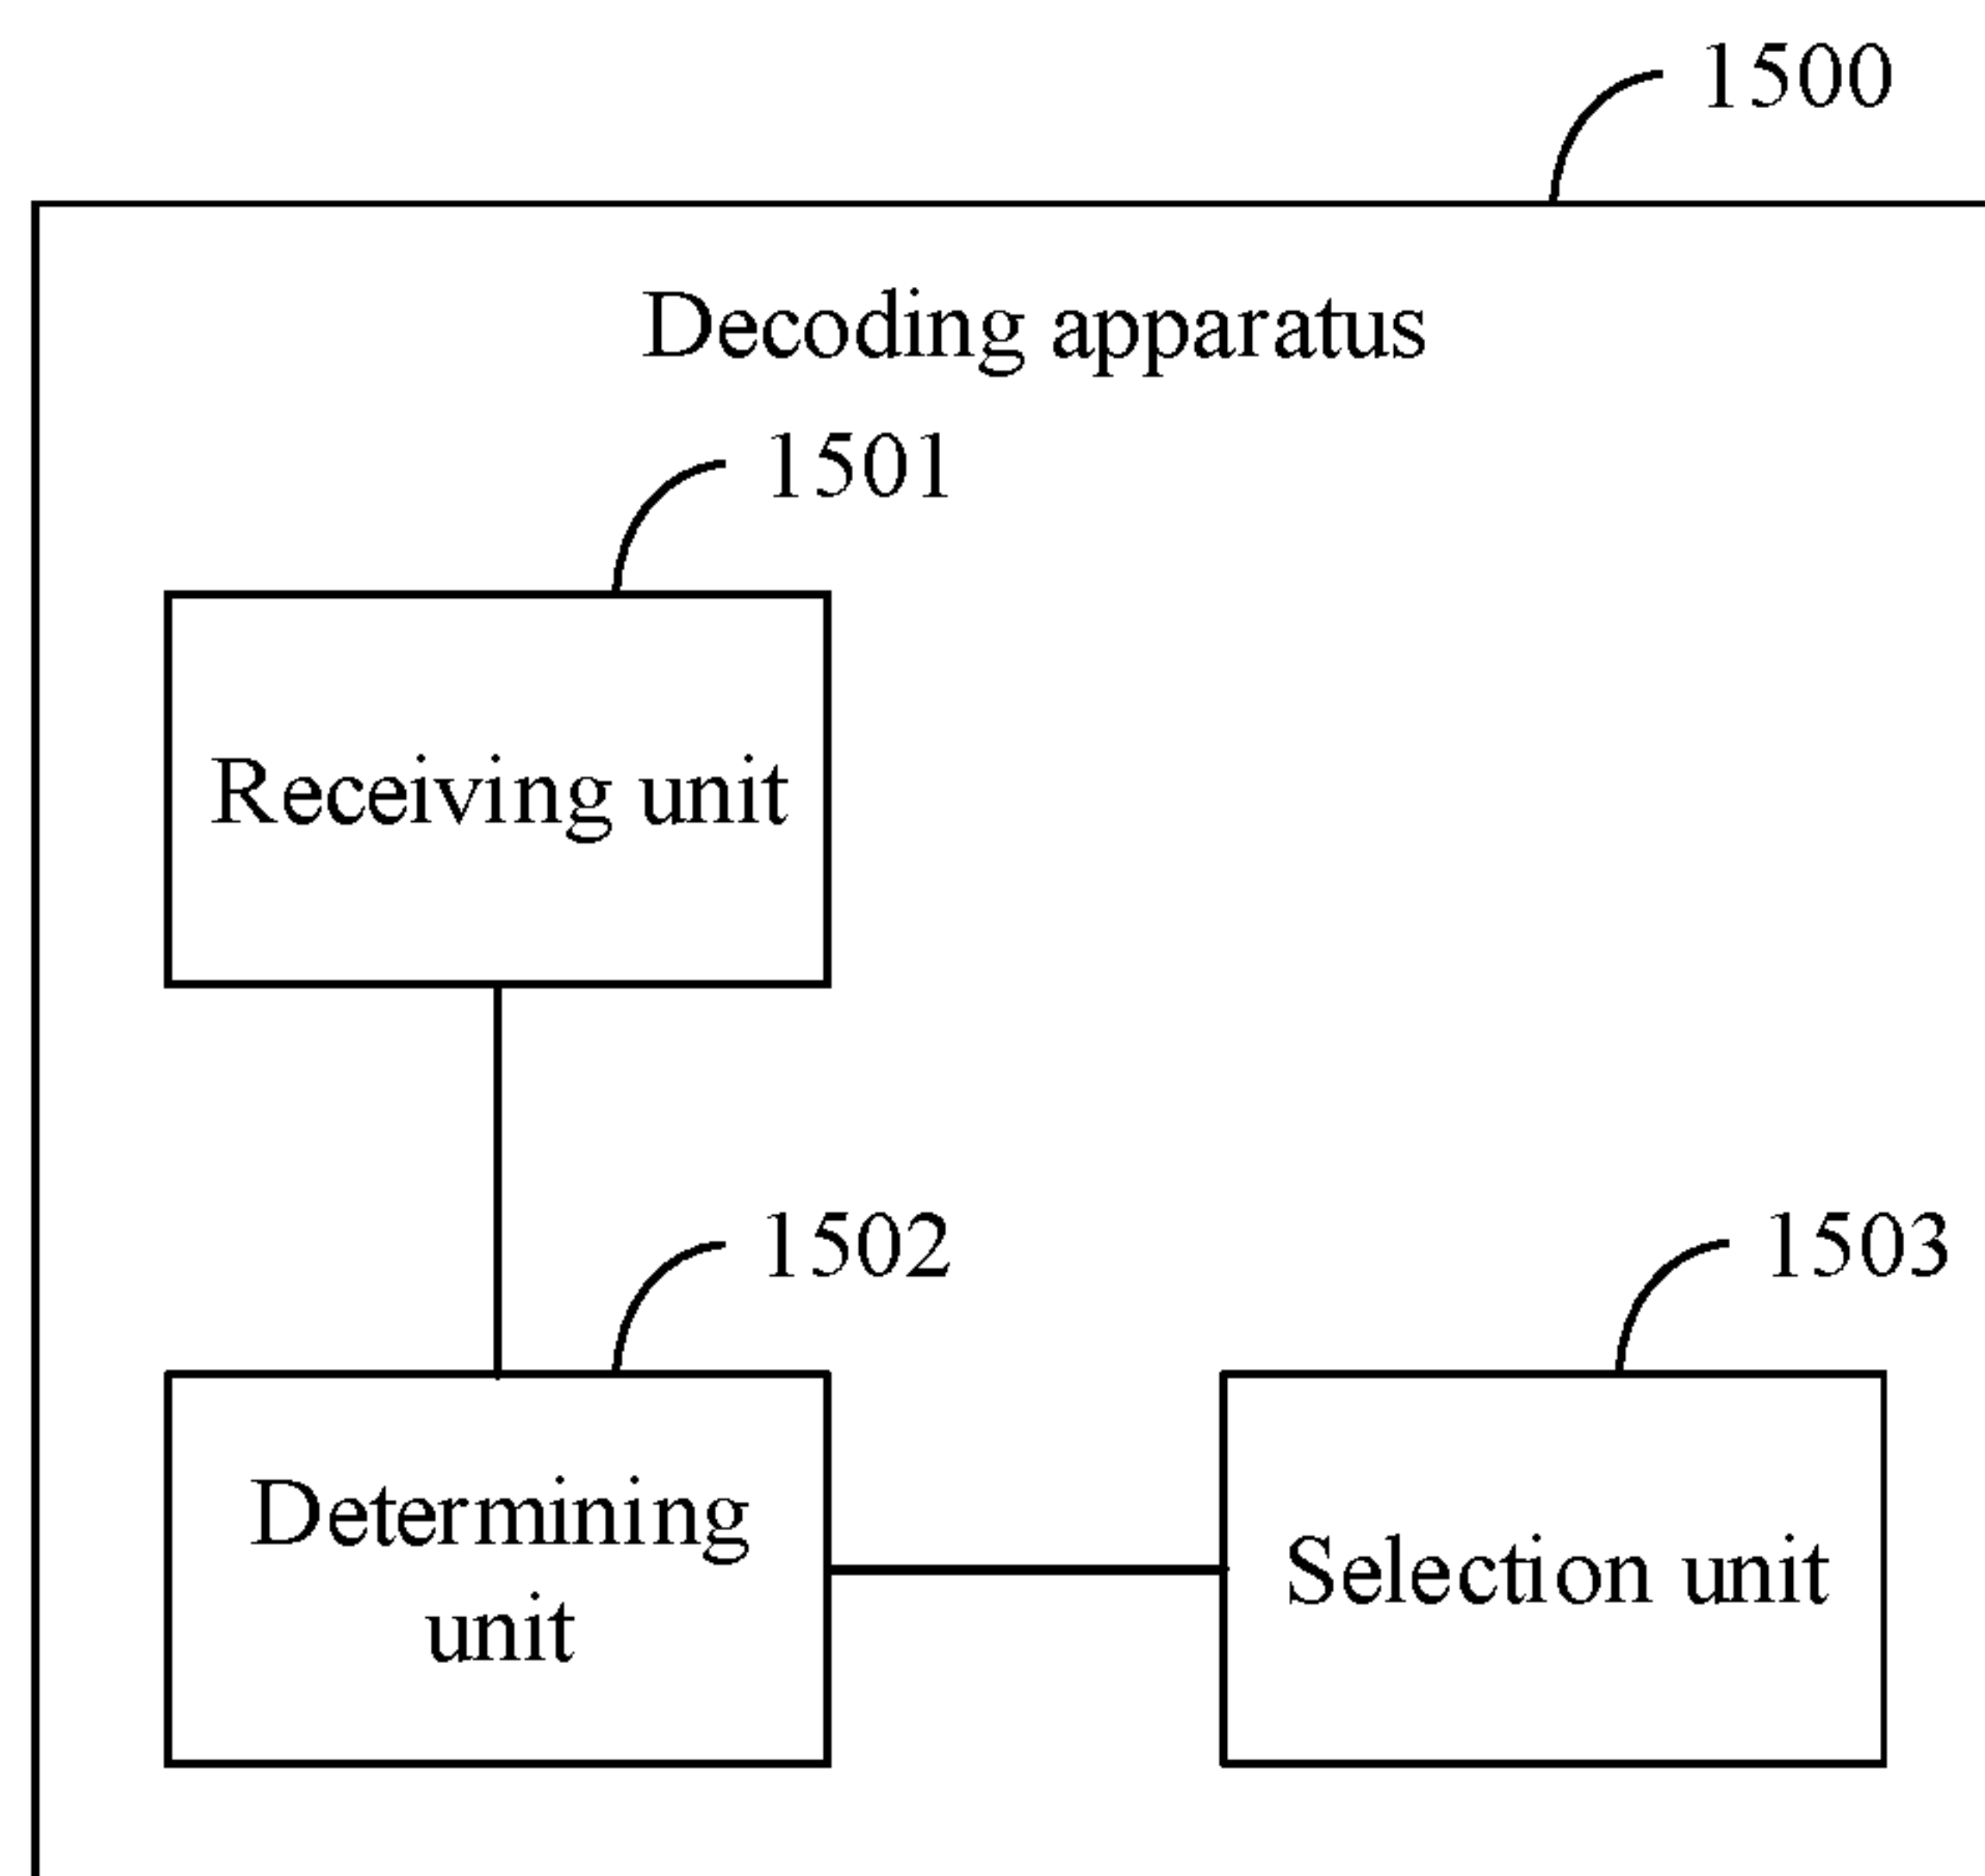 1500
Decoding apparatus
1501
Receiving unit
1502
1503
Determining
unit
Selection unit